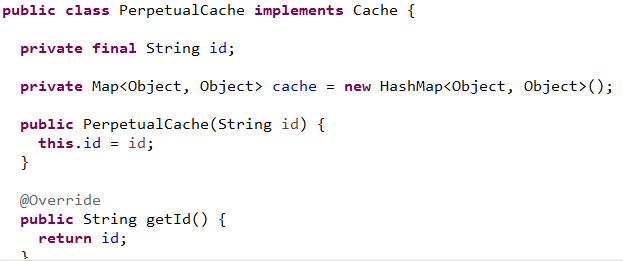 public class PerpetualCache implements Cache {
private final String id;
private Map<Object, Object> cache = new HashMap<Object, Object>();
public PerpetualCache(String id) {
this.id = id;
}
@Override
public String getId() {
return id;
}